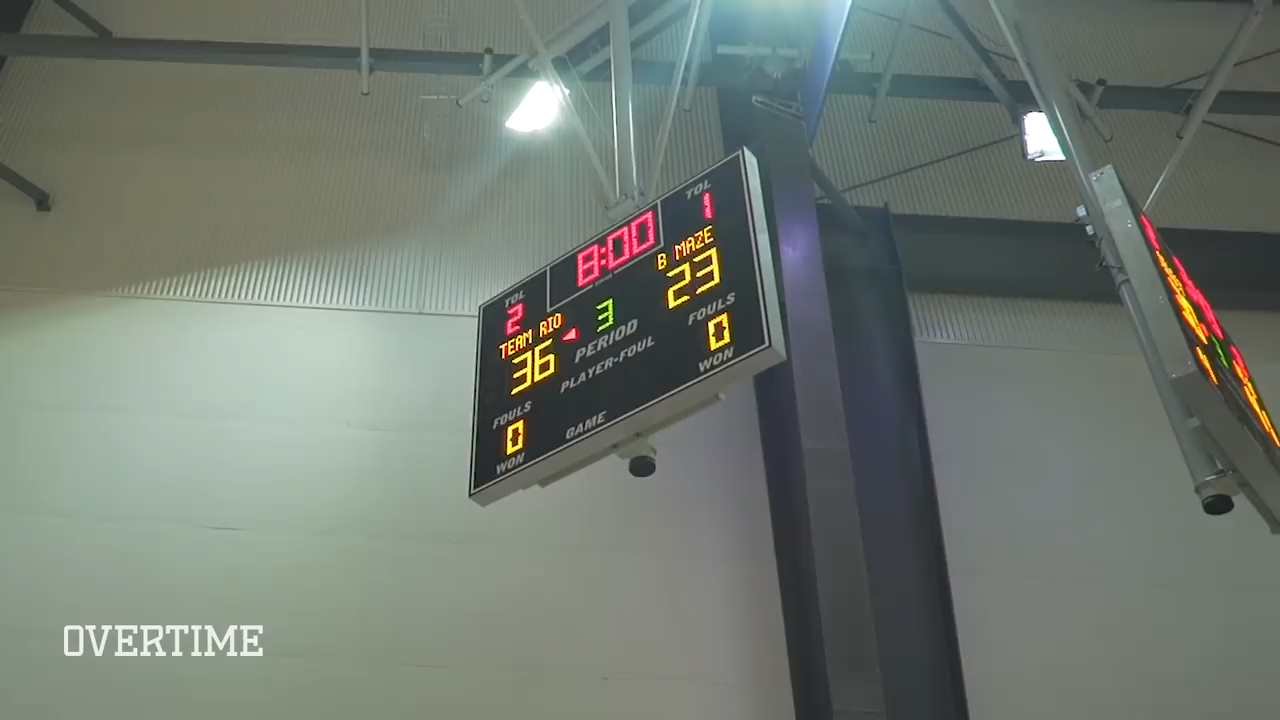 TOL
1
8:00
B MAZE
23
TOL
2
TEAM RIO
36
3
PERIOD
PLAYER-FOUL
FOULS
0
WON
FOULS
0
WON
GAME
OVERTIME